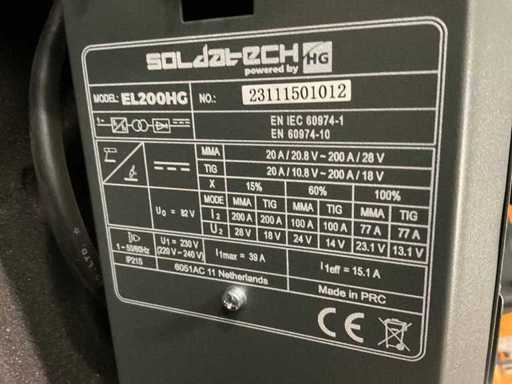 SOLDATECH
powered by HG
MODEL: EL200HG NO.: 23111501012
1~
EN IEC 60974-1
EN 60974-10
MMA 20 A / 20.8 V ~ 200 A / 28 V
TIG 20 A / 10.8 V ~ 200 A / 18 V
X 15% 60% 100%
MODE MMA TIG MMA TIG MMA TIG
U0 = 82 V I2 200 A 200 A 100 A 100 A 77 A 77 A
U2 28 V 18 V 24 V 14 V 23.1 V 13.1 V
1~50/60Hz U1 = 230 V (220 V ~ 240 V) I1max = 39 A I1eff = 15.1 A
IP21S 6051AC 11 Netherlands Made in PRC
CE